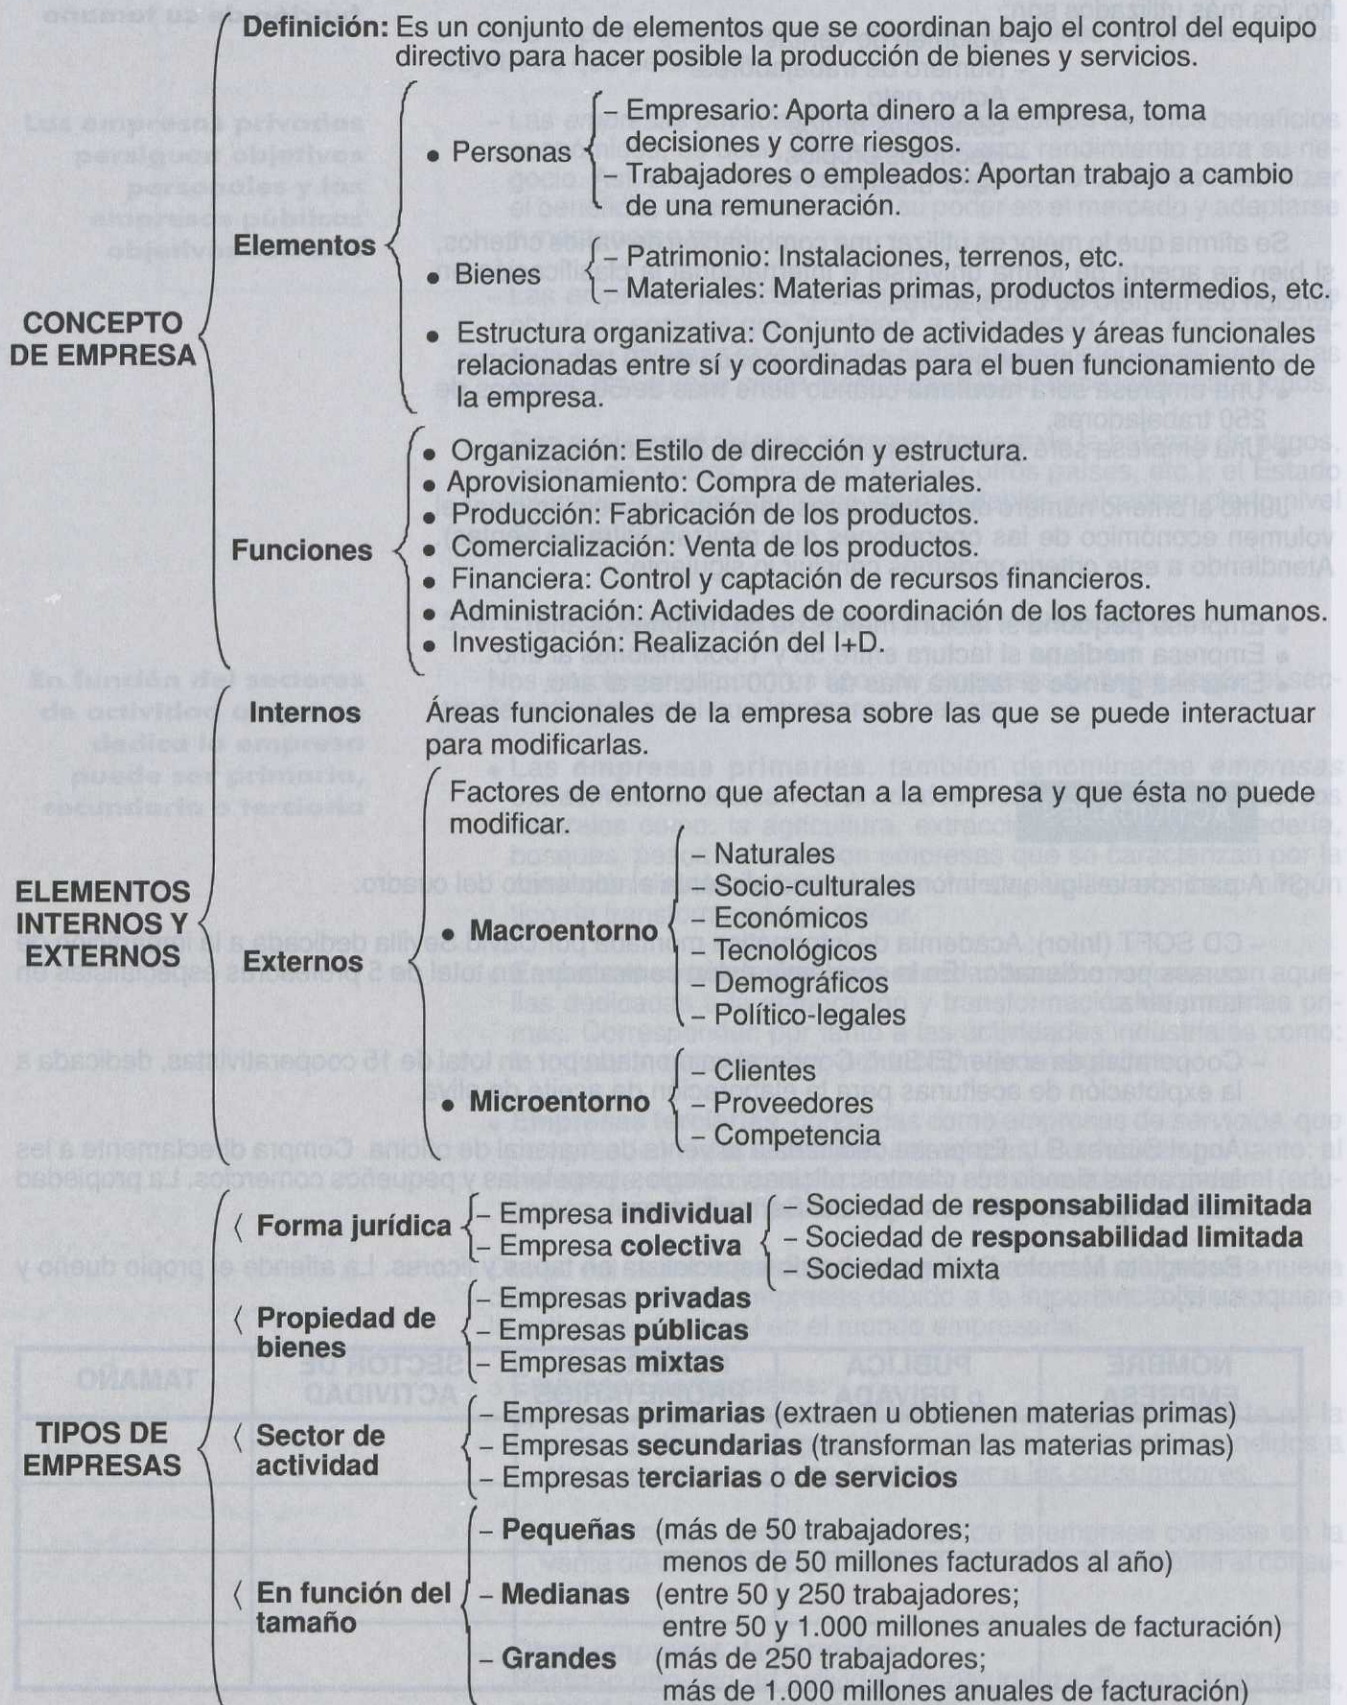 Definición: Es un conjunto de elementos que se coordinan bajo el control del equipo
directivo para hacer posible la producción de bienes y servicios.
CONCEPTO
DE EMPRESA
Elementos
• Personas
– Empresario: Aporta dinero a la empresa, toma
decisiones y corre riesgos.
– Trabajadores o empleados: Aportan trabajo a cambio
de una remuneración.
• Bienes
– Patrimonio: Instalaciones, terrenos, etc.
– Materiales: Materias primas, productos intermedios, etc.
• Estructura organizativa: Conjunto de actividades y áreas funcionales
relacionadas entre sí y coordinadas para el buen funcionamiento de
la empresa.
Funciones
• Organización: Estilo de dirección y estructura.
• Aprovisionamiento: Compra de materiales.
• Producción: Fabricación de los productos.
• Comercialización: Venta de los productos.
• Financiera: Control y captación de recursos financieros.
• Administración: Actividades de coordinación de los factores humanos.
• Investigación: Realización del I+D.
ELEMENTOS
INTERNOS Y
EXTERNOS
Internos
Áreas funcionales de la empresa sobre las que se puede interactuar
para modificarlas.
Externos
Factores de entorno que afectan a la empresa y que ésta no puede
modificar.
• Macroentorno
– Naturales
– Socio-culturales
– Económicos
– Tecnológicos
– Demográficos
– Político-legales
• Microentorno
– Clientes
– Proveedores
– Competencia
TIPOS DE
EMPRESAS
Forma jurídica
– Empresa individual
– Empresa colectiva
– Sociedad de responsabilidad ilimitada
– Sociedad de responsabilidad limitada
– Sociedad mixta
Propiedad de
bienes
– Empresas privadas
– Empresas públicas
– Empresas mixtas
Sector de
actividad
– Empresas primarias (extraen u obtienen materias primas)
– Empresas secundarias (transforman las materias primas)
– Empresas terciarias o de servicios
En función del
tamaño
– Pequeñas (más de 50 trabajadores;
menos de 50 millones facturados al año)
– Medianas (entre 50 y 250 trabajadores;
entre 50 y 1.000 millones anuales de facturación)
– Grandes (más de 250 trabajadores;
más de 1.000 millones anuales de facturación)